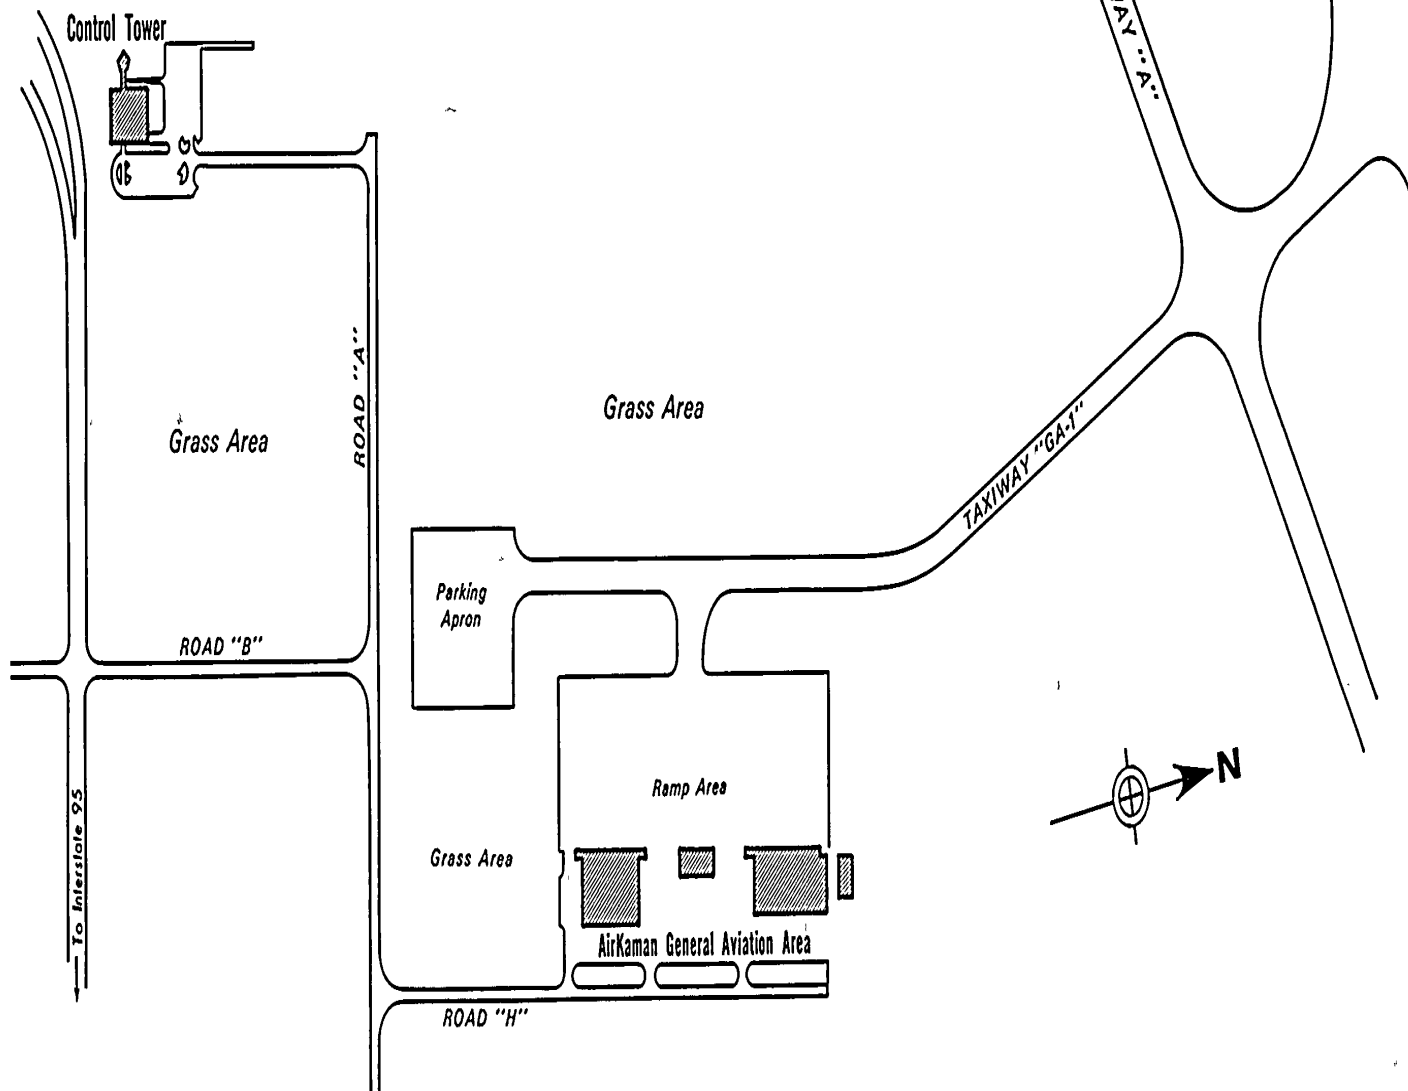 Control Tower
WAY "A"
ROAD "A"
Grass Area
Grass Area
TAXIWAY "GA-1"
Parking
Apron
ROAD "B"
N
Ramp Area
To Interstate 95
Grass Area
AirKaman General Aviation Area
ROAD "H"